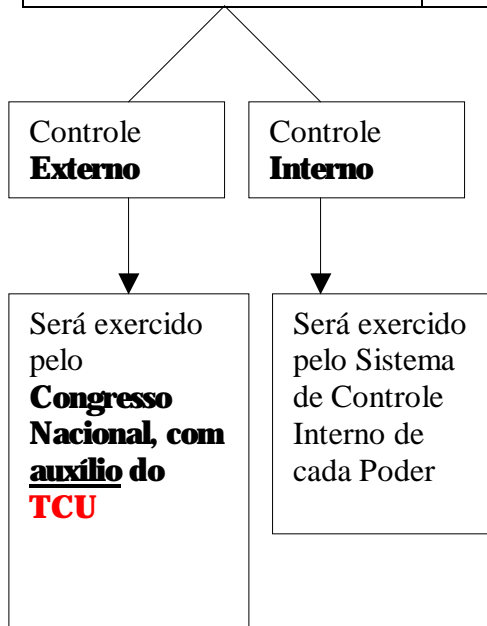 Controle
Externo
Controle
Interno
Será exercido
pelo
Congresso
Nacional, com
auxílio do
TCU
Será exercido
pelo Sistema
de Controle
Interno de
cada Poder